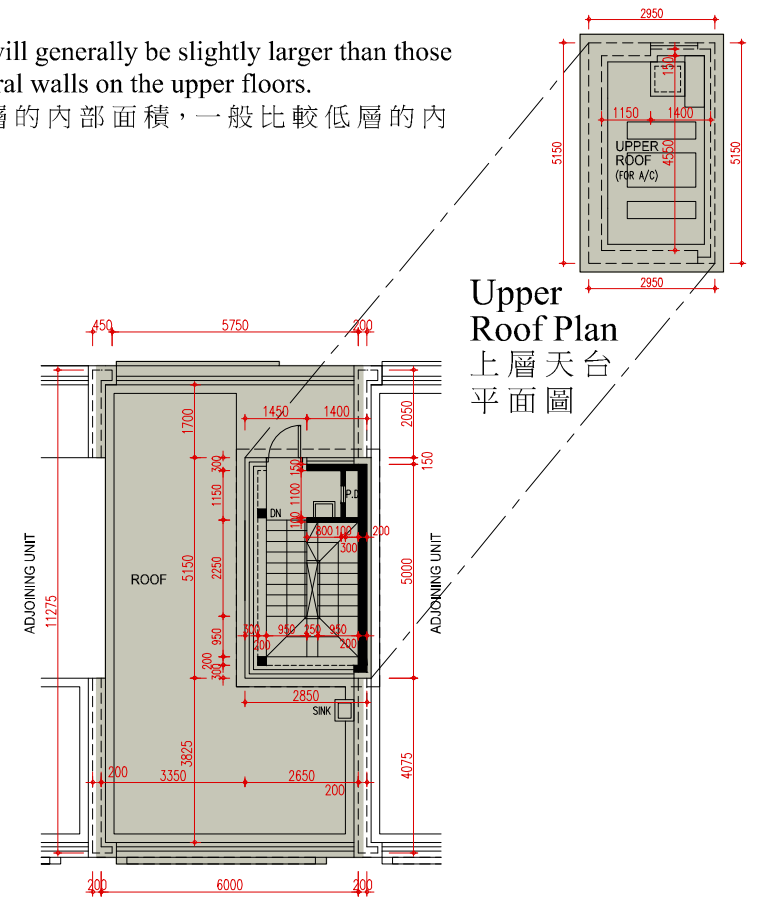 will generally be slightly larger than those
ral walls on the upper floors.
層的內部面積，一般比較低層的內
2950
150
1150 1400
5150
UPPER
ROOF
(FOR A/C)
4550
5150
2950
Upper
Roof Plan
上層天台
平面圖
450 5750 200
1700
1450 1400
2050
300
150
150
1150
1100
P.D
DN
100
800 100 200
300
ADJOINING UNIT
11275
ROOF
5150
2250
5000
ADJOINING UNIT
950
300 950 250 950
200 200
200
300
2850
SINK
3825
4075
200 3350 2650
200
200 6000 200